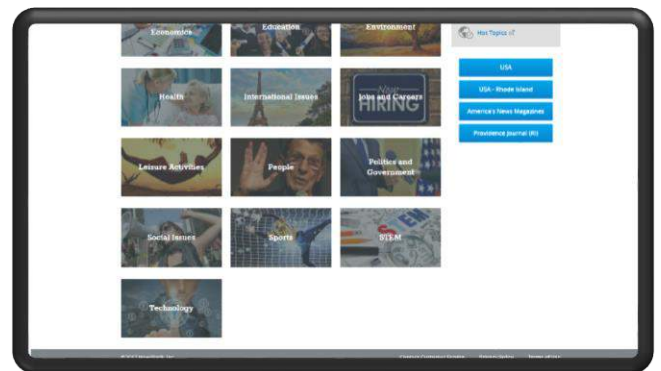 Economics
Education
Environment
Hot Topics
Health
International Issues
Now
HIRING
Jobs and Careers
USA
USA - Rhode Island
America's News Magazines
Providence Journal (RI)
Leisure Activities
People
Politics and
Government
Social Issues
Sports
STEM
Technology